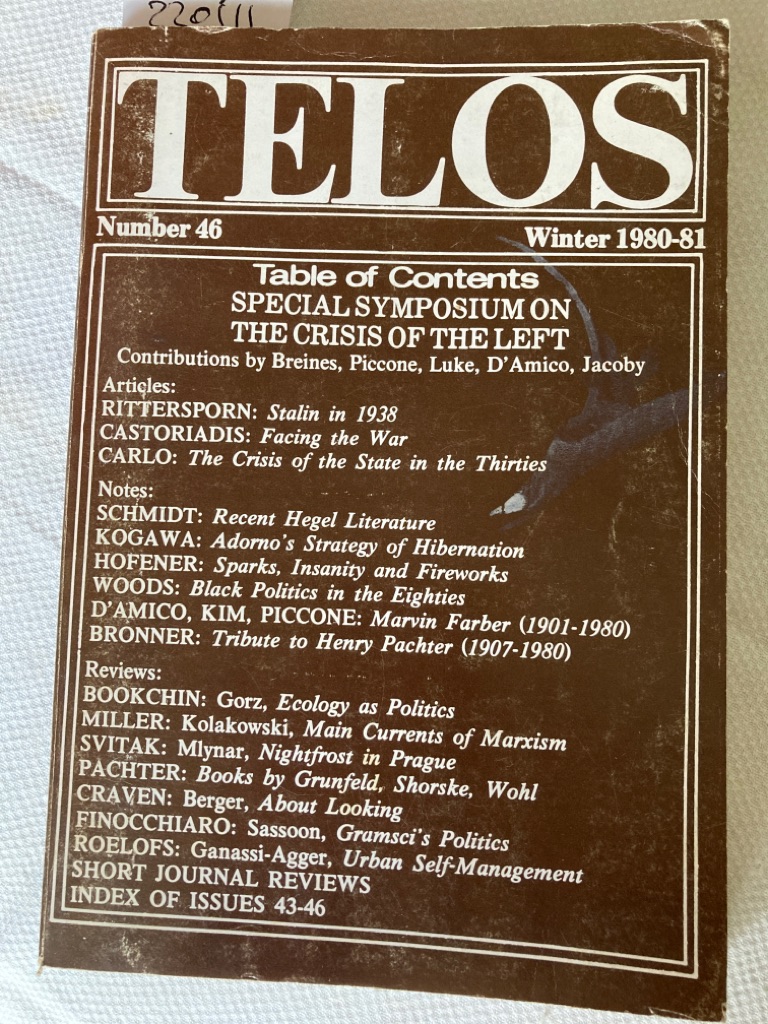 220111
TELOS
Number 46
Winter 1980-81
Table of Contents
SPECIAL SYMPOSIUM ON
THE CRISIS OF THE LEFT
Contributions by Breines, Piccone, Luke, D'Amico, Jacoby
Articles:
RITTERSPORN: Stalin in 1938
CASTORIADIS: Facing the War
CARLO: The Crisis of the State in the Thirties
Notes:
SCHMIDT: Recent Hegel Literature
KOGAWA: Adorno's Strategy of Hibernation
HOFENER: Sparks, Insanity and Fireworks
WOODS: Black Politics in the Eighties
D'AMICO, KIM, PICCONE: Marvin Farber (1901-1980)
BRONNER: Tribute to Henry Pachter (1907-1980)
Reviews:
BOOKCHIN: Gorz, Ecology as Politics
MILLER: Kolakowski, Main Currents of Marxism
SVITAK: Mlynar, Nightfrost in Prague
PACHTER: Books by Grunfeld, Shorske, Wohl
CRAVEN: Berger, About Looking
FINOCCHIARO: Sassoon, Gramsci's Politics
ROELOFS: Ganassi-Agger, Urban Self-Management
SHORT JOURNAL REVIEWS
INDEX OF ISSUES 43-46